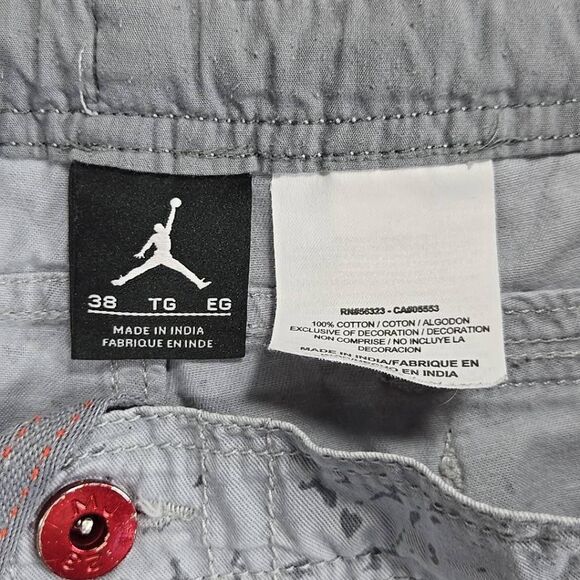 38 TG EG
MADE IN INDIA
FABRIQUE EN INDE
RN#56323 - CA#05553
100% COTTON / COTON / ALGODON
EXCLUSIVE OF DECORATION / DECORATION
NON COMPRISE / NO INCLUYE LA
DECORACION
MADE IN INDIA/FABRIQUE EN
EN INDIA
23